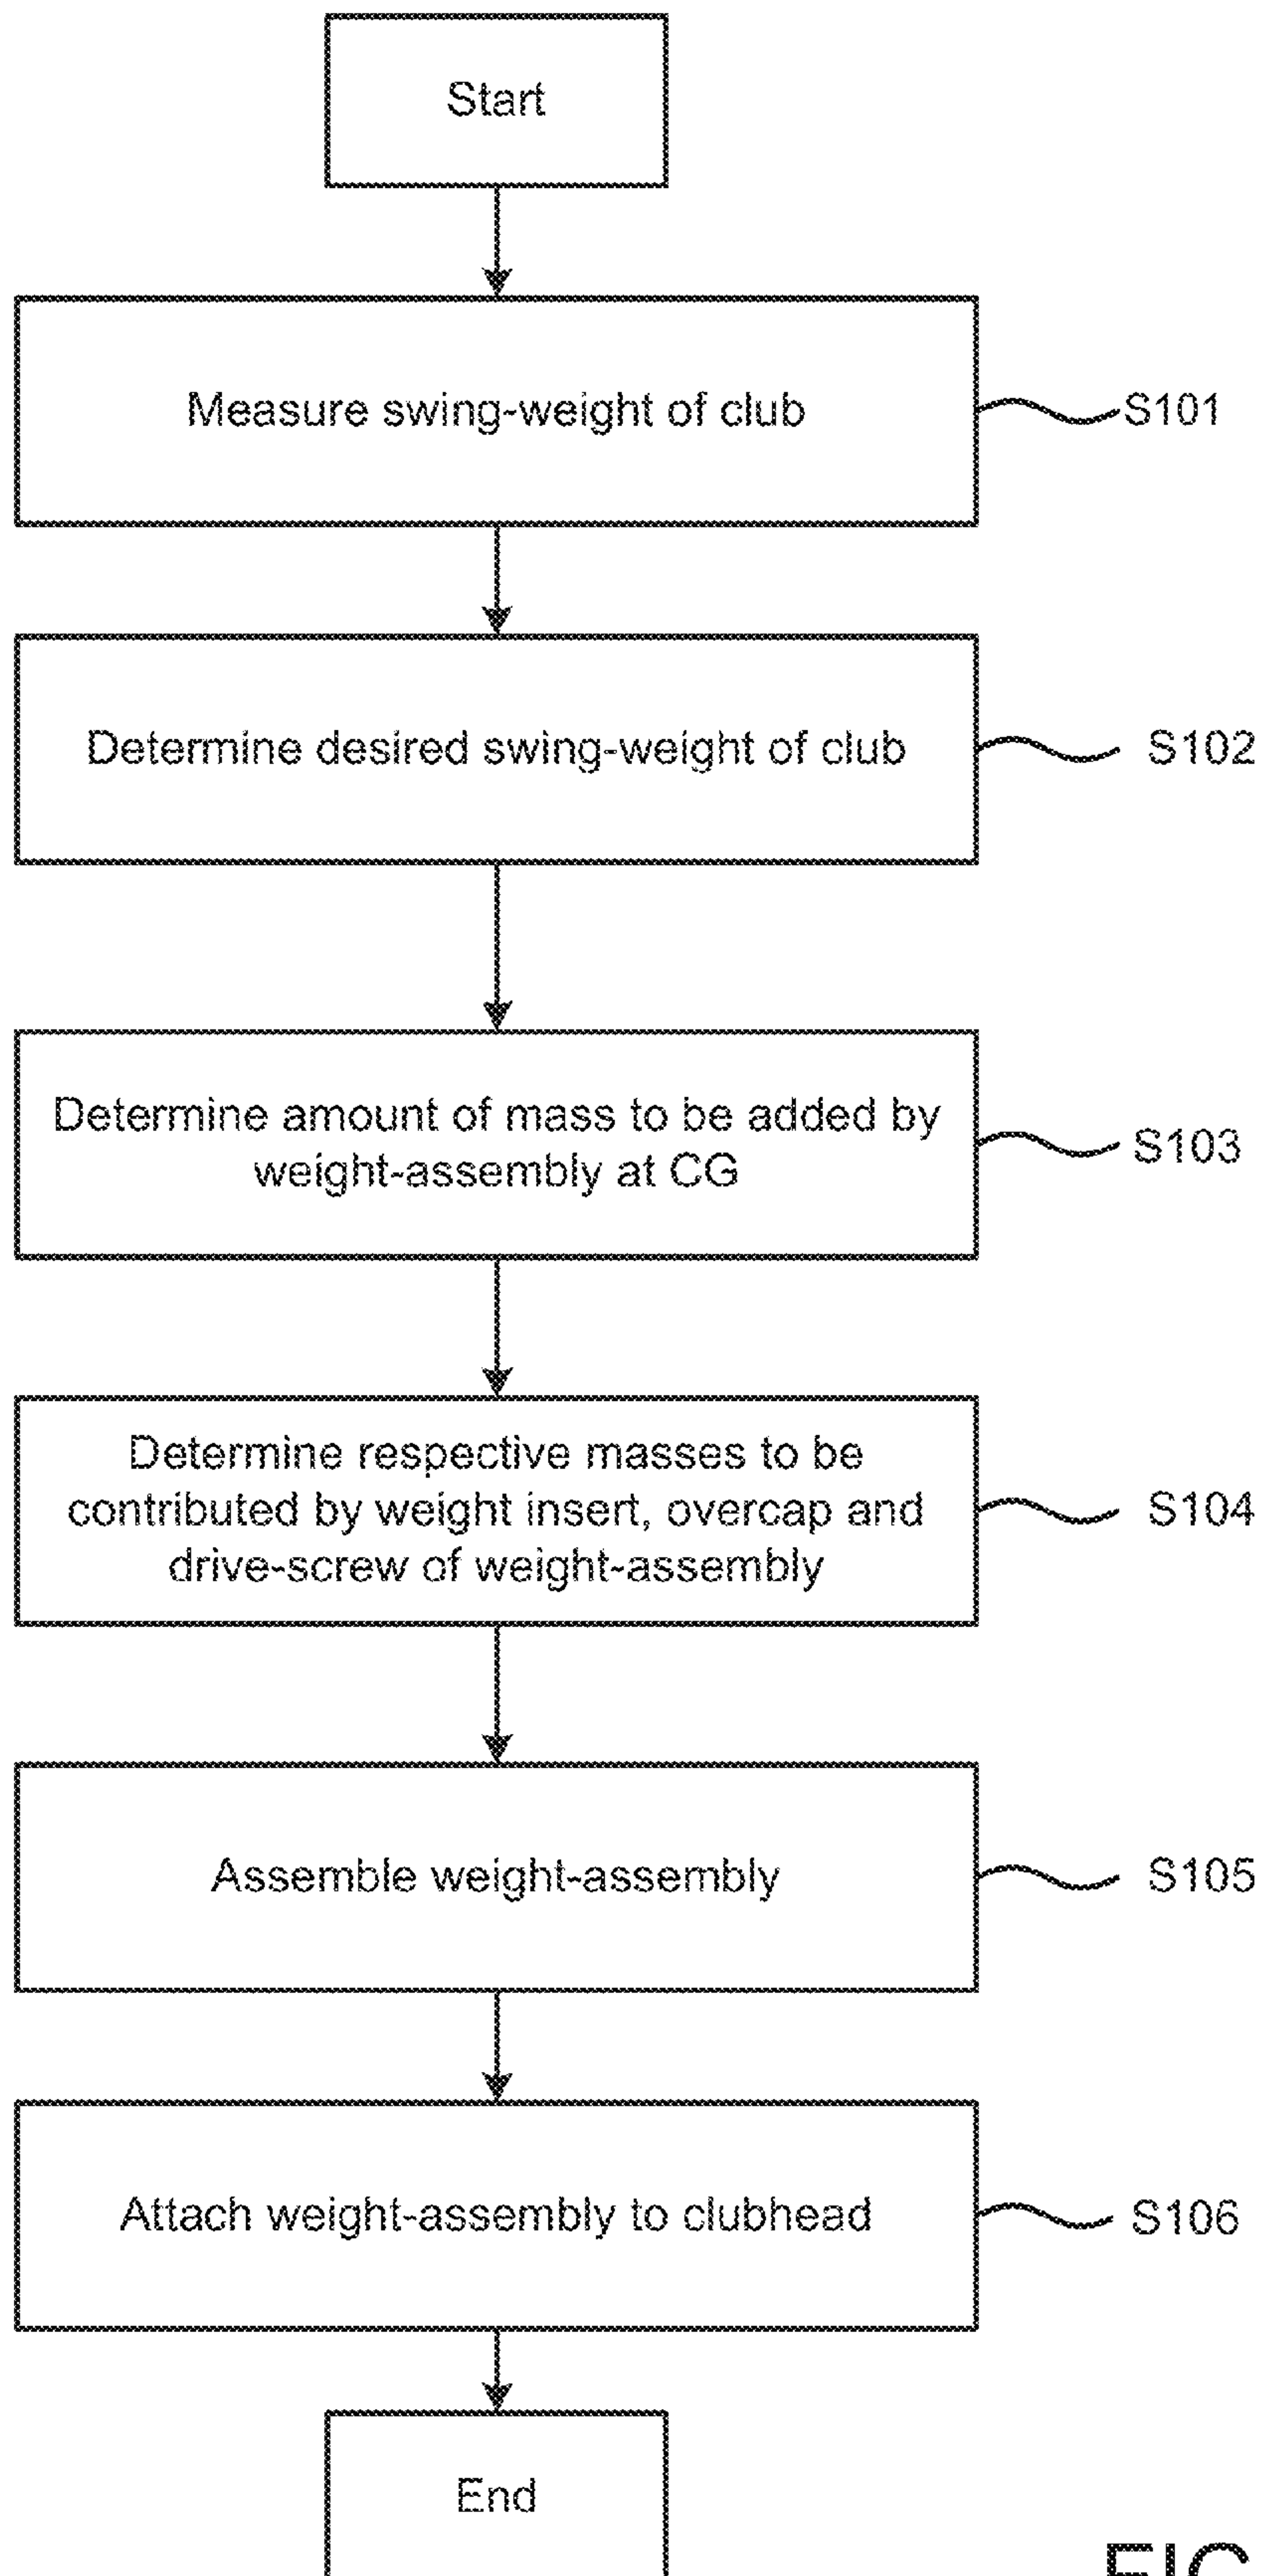 Start
Measure swing-weight of club
S101
Determine desired swing-weight of club
S102
Determine amount of mass to be added by
weight-assembly at CG
S103
Determine respective masses to be
contributed by weight insert, overcap and
drive-screw of weight-assembly
S104
Assemble weight-assembly
S105
Attach weight-assembly to clubhead
S106
End